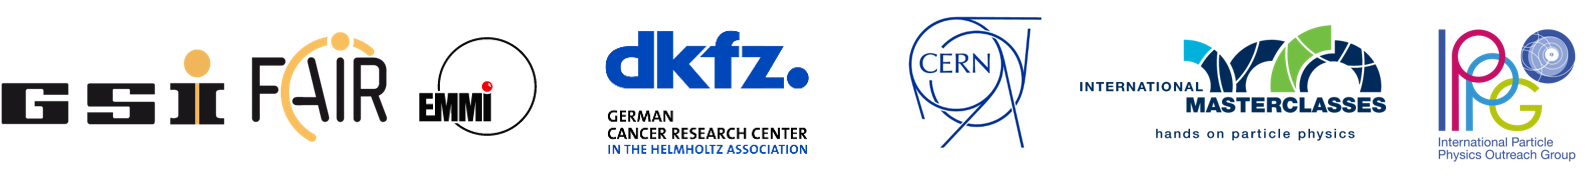 GSI
FAIR
EMMI
dkfz.
GERMAN
CANCER RESEARCH CENTER
IN THE HELMHOLTZ ASSOCIATION
CERN
INTERNATIONAL
MASTERCLASSES
hands on particle physics
IPPOG
International Particle
Physics Outreach Group